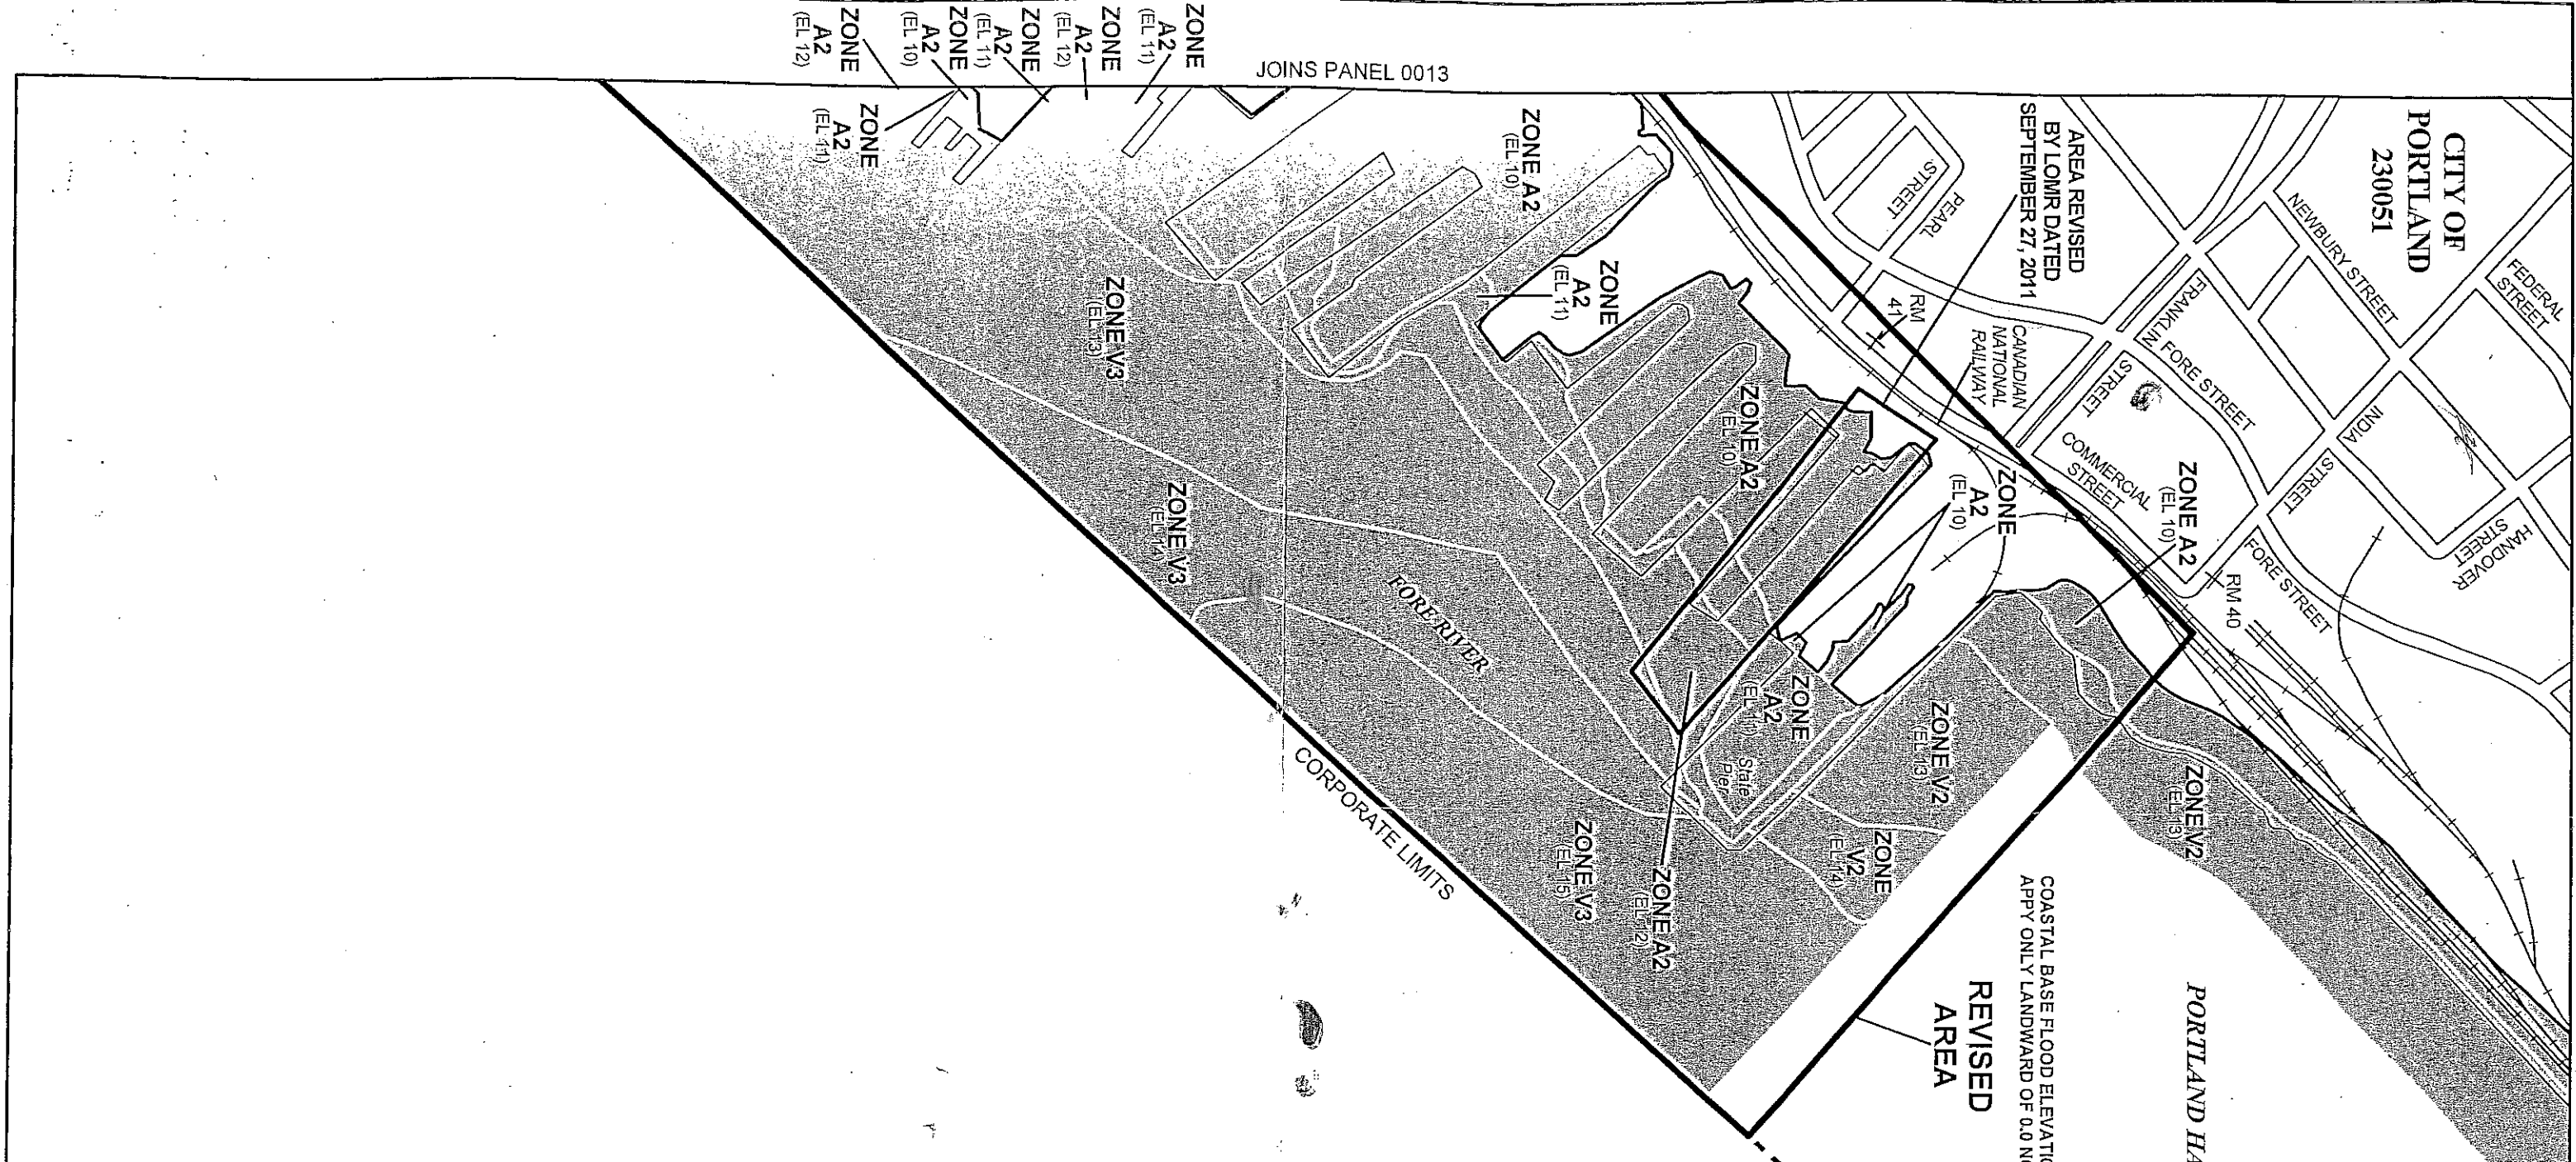 CITY OF
PORTLAND
230051
FEDERAL
STREET
NEWBURY STREET
FRANKLIN
STREET
FORE STREET
INDIA
STREET
HANDOVER
STREET
FORE STREET
RM 40
COMMERCIAL
STREET
PEARL
STREET
RM
41
CANADIAN
NATIONAL
RAILWAY
AREA REVISED
BY LOMR DATED
SEPTEMBER 27, 2011
JOINS PANEL 0013
ZONE
A2
(EL 11)
ZONE
A2
(EL 12)
ZONE
A2
(EL 11)
ZONE
A2
(EL 10)
ZONE
A2
(EL 12)
ZONE
A2
(EL 11)
ZONE A2
(EL 10)
ZONE
A2
(EL 11)
ZONE A2
(EL 10)
ZONE
A2
(EL 10)
ZONE A2
(EL 10)
ZONE V2
(EL 13)
ZONE V2
(EL 13)
ZONE
V2
(EL 14)
ZONE
A2
(EL 11)
State
Pier
ZONE A2
(EL 12)
ZONE V3
(EL 15)
ZONE V3
(EL 13)
ZONE V3
(EL 14)
FORE RIVER
CORPORATE LIMITS
PORTLAND HA
COASTAL BASE FLOOD ELEVATIO
APPY ONLY LANDWARD OF 0.0 N
REVISED
AREA